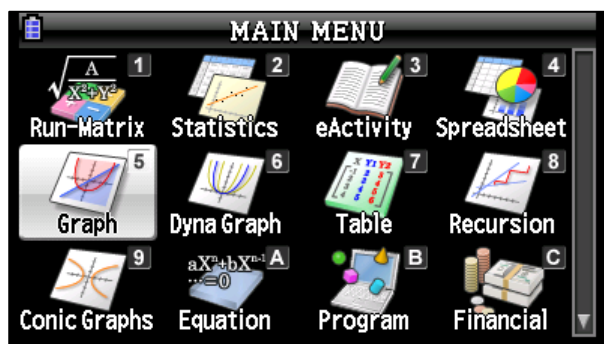 MAIN MENU
1 2 3 4
Run-Matrix Statistics eActivity Spreadsheet
5 6 7 8
Graph Dyna Graph Table Recursion
9 A B C
Conic Graphs Equation Program Financial